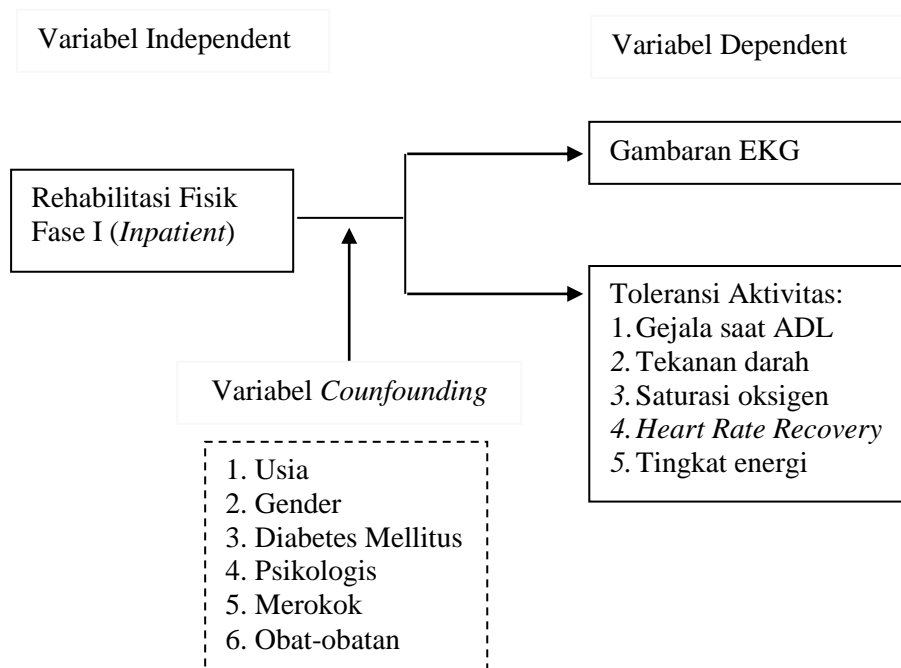 Variabel Independent
Variabel Dependent
Gambaran EKG
Rehabilitasi Fisik
Fase I (Inpatient)
Toleransi Aktivitas:
1. Gejala saat ADL
2. Tekanan darah
3. Saturasi oksigen
4. Heart Rate Recovery
5. Tingkat energi
Variabel Counfounding
1. Usia
2. Gender
3. Diabetes Mellitus
4. Psikologis
5. Merokok
6. Obat-obatan